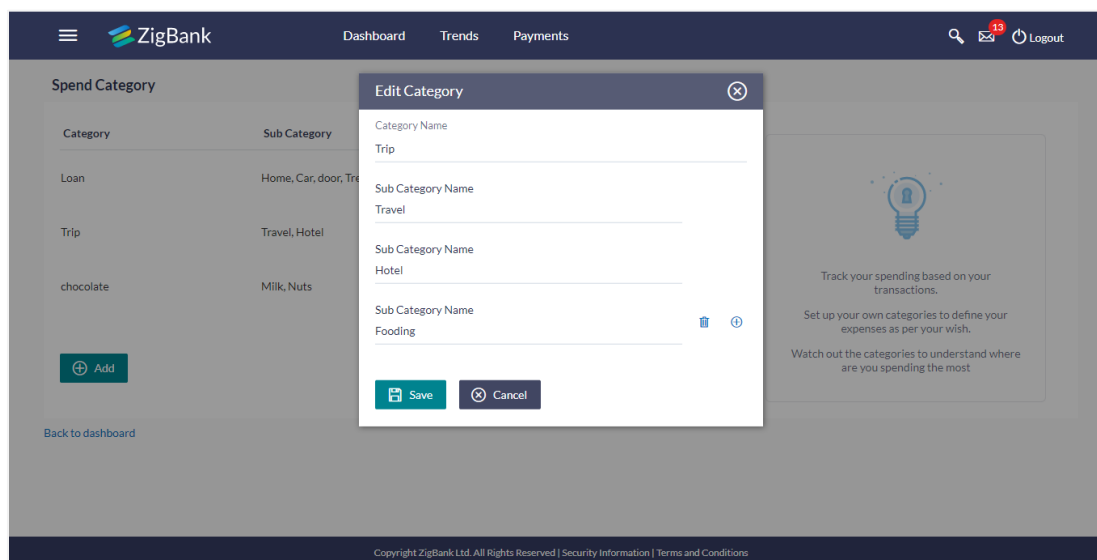 ZigBank
Dashboard Trends Payments
13
Logout
Spend Category
Category Sub Category
Loan Home, Car, door, Tre
Trip Travel, Hotel
chocolate Milk, Nuts
Add
Back to dashboard
Edit Category
Category Name
Trip
Sub Category Name
Travel
Sub Category Name
Hotel
Sub Category Name
Fooding
Save Cancel
Track your spending based on your
transactions.
Set up your own categories to define your
expenses as per your wish.
Watch out the categories to understand where
are you spending the most
Copyright ZigBank Ltd. All Rights Reserved | Security Information | Terms and Conditions